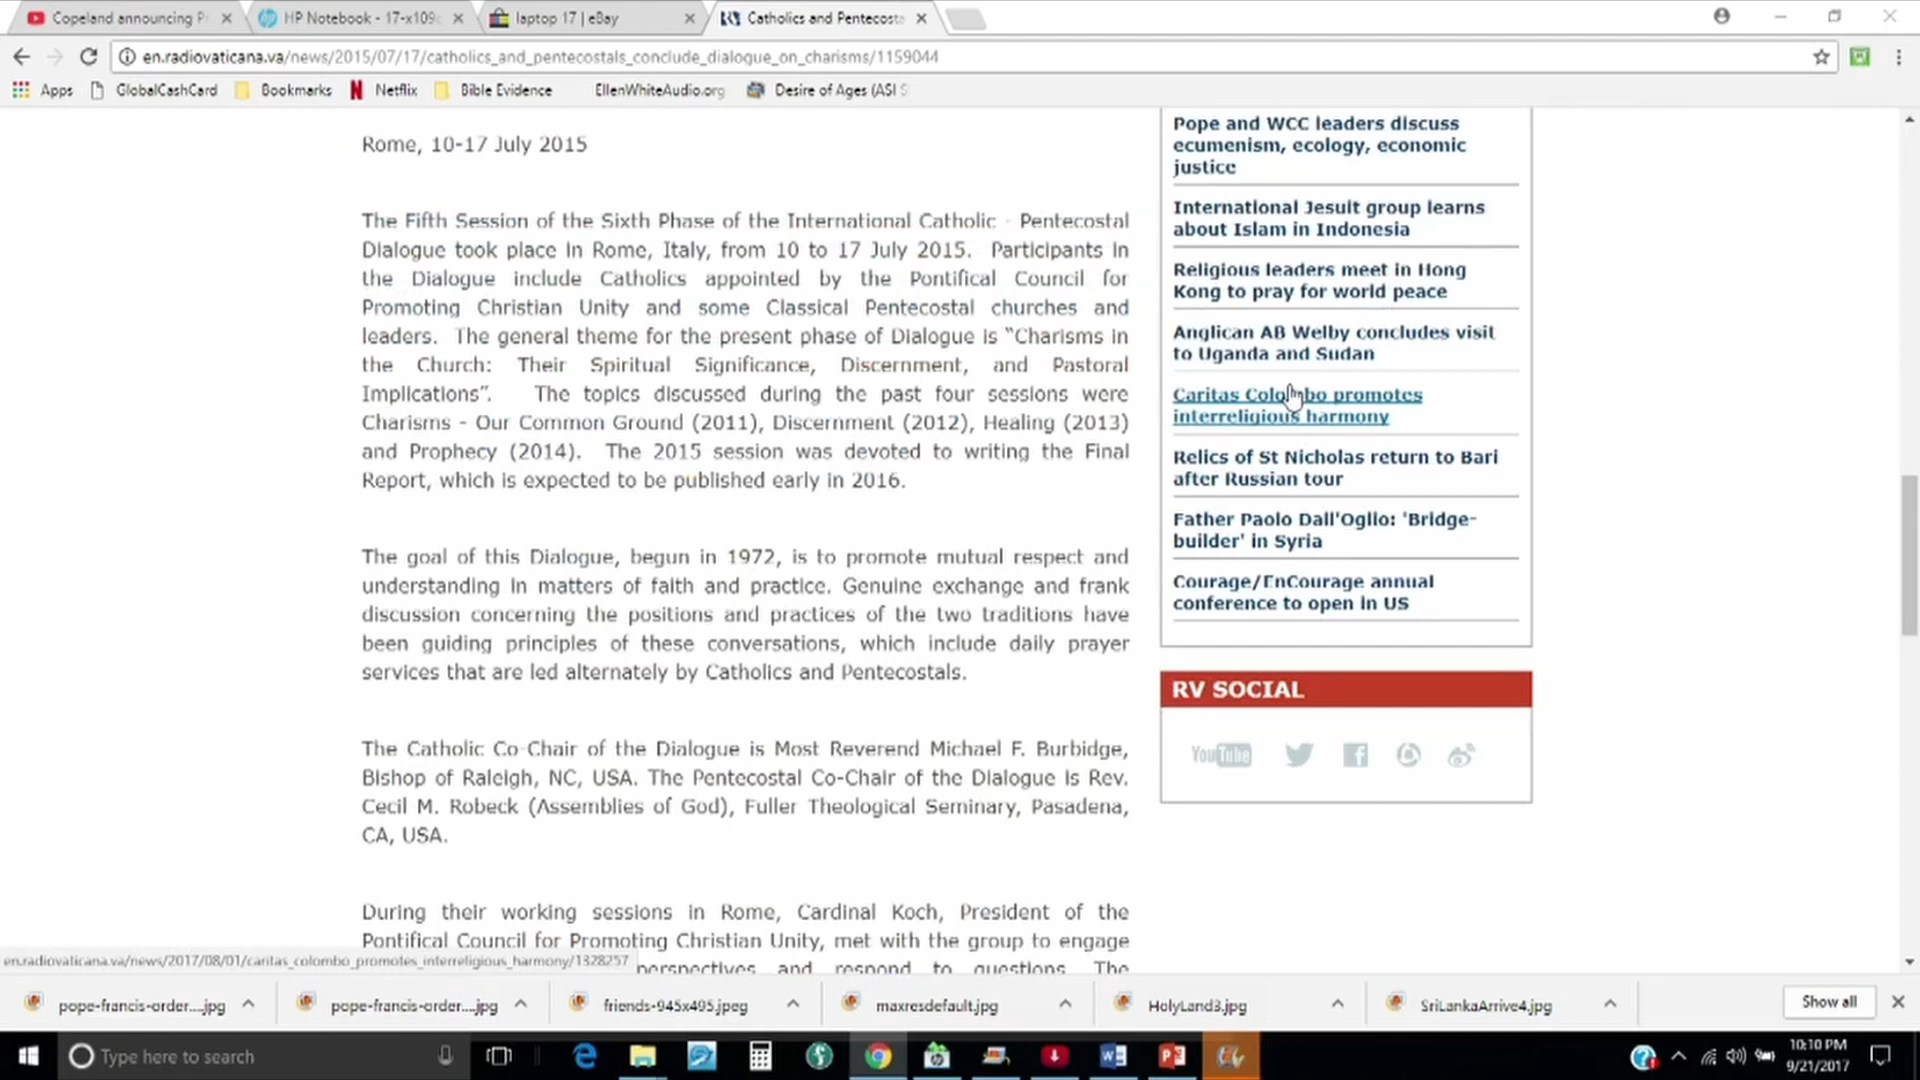 Copeland announcing P
HP Notebook - 17-x109
laptop 17 | eBay
Catholics and Pentecosta
en.radiovaticana.va/news/2015/07/17/catholics_and_pentecostals_conclude_dialogue_on_charisms/1159044
Apps
GlobalCashCard
Bookmarks
Netflix
Bible Evidence
EllenWhiteAudio.org
Desire of Ages (ASI S
Rome, 10-17 July 2015
The Fifth Session of the Sixth Phase of the International Catholic - Pentecostal
Dialogue took place in Rome, Italy, from 10 to 17 July 2015. Participants in
the Dialogue include Catholics appointed by the Pontifical Council for
Promoting Christian Unity and some Classical Pentecostal churches and
leaders. The general theme for the present phase of Dialogue is “Charisms in
the Church: Their Spiritual Significance, Discernment, and Pastoral
Implications”. The topics discussed during the past four sessions were
Charisms - Our Common Ground (2011), Discernment (2012), Healing (2013)
and Prophecy (2014). The 2015 session was devoted to writing the Final
Report, which is expected to be published early in 2016.
The goal of this Dialogue, begun in 1972, is to promote mutual respect and
understanding in matters of faith and practice. Genuine exchange and frank
discussion concerning the positions and practices of the two traditions have
been guiding principles of these conversations, which include daily prayer
services that are led alternately by Catholics and Pentecostals.
The Catholic Co-Chair of the Dialogue is Most Reverend Michael F. Burbidge,
Bishop of Raleigh, NC, USA. The Pentecostal Co-Chair of the Dialogue is Rev.
Cecil M. Robeck (Assemblies of God), Fuller Theological Seminary, Pasadena,
CA, USA.
During their working sessions in Rome, Cardinal Koch, President of the
Pontifical Council for Promoting Christian Unity, met with the group to engage
perspectives and respond to questions. The
Pope and WCC leaders discuss
ecumenism, ecology, economic
justice
International Jesuit group learns
about Islam in Indonesia
Religious leaders meet in Hong
Kong to pray for world peace
Anglican AB Welby concludes visit
to Uganda and Sudan
Caritas Colombo promotes
interreligious harmony
Relics of St Nicholas return to Bari
after Russian tour
Father Paolo Dall'Oglio: 'Bridge-
builder' in Syria
Courage/EnCourage annual
conference to open in US
RV SOCIAL
YouTube
en.radiovaticana.va/news/2017/08/01/caritas_colombo_promotes_interreligious_harmony/1328257
pope-francis-order....jpg
pope-francis-order....jpg
friends-945x495.jpeg
maxresdefault.jpg
HolyLand3.jpg
SriLankaArrive4.jpg
Show all
Type here to search
10:10 PM
9/21/2017